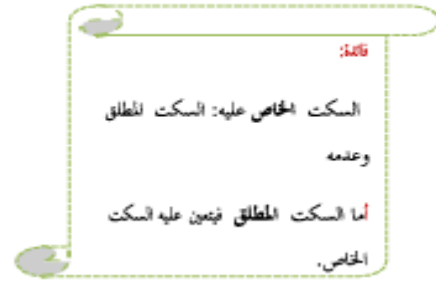 فائدة:
السكت الخاص عليه: السكت المطلق
وعدمه
أما السكت المطلق فيتعين عليه السكت
الخاص.